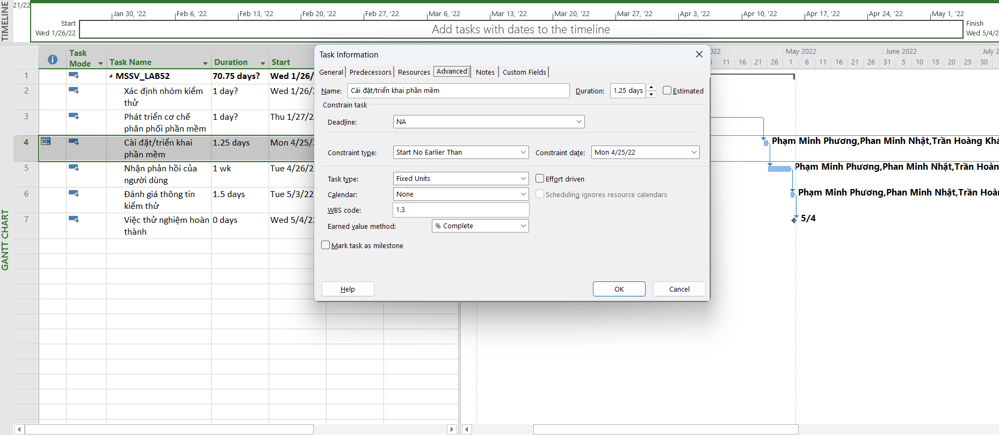 21/22
Jan 30, '22 Feb 6, '22 Feb 13, '22 Feb 20, '22 Feb 27, '22 Mar 6, '22 Mar 13, '22 Mar 20, '22 Mar 27, '22 Apr 3, '22 Apr 10, '22 Apr 17, '22 Apr 24, '22 May 1, '22
TIMELINE
Start
Wed 1/26/22
Add tasks with dates to the timeline
Finish
Wed 5/4/2
Task Mode Task Name Duration Start
1 MSSV_LAB52 70.75 days? Wed 1/26/
2 Xác định nhóm kiểm thử 1 day? Wed 1/26/2
3 Phát triển cơ chế phân phối phần mềm 1 day? Thu 1/27/2
4 Cài đặt/triển khai phần mềm 1.25 days Mon 4/25/
5 Nhận phản hồi của người dùng 1 wk Tue 4/26/2
6 Đánh giá thông tin kiểm thử 1.5 days Tue 5/3/22
7 Việc thử nghiệm hoàn thành 0 days Wed 5/4/22
GANTT CHART
Task Information
General Predecessors Resources Advanced Notes Custom Fields
Name: Cài đặt/triển khai phần mềm Duration: 1.25 days Estimated
Constrain task
Deadline: NA
Constraint type: Start No Earlier Than Constraint date: Mon 4/25/22
Task type: Fixed Units Effort driven
Calendar: None Scheduling ignores resource calendars
WBS code: 1.3
Earned value method: % Complete
Mark task as milestone
Help OK Cancel
022 May 2022 June 2022 July 2
6 11 16 21 26 1 6 11 16 21 26 31 5 10 15 20 25 30
Phạm Minh Phương,Phan Minh Nhật,Trần Hoàng Khả
Phạm Minh Phương,Phan Minh Nhật,Trần Hoàn
Phạm Minh Phương,Phan Minh Nhật,Trần Hoàn
5/4